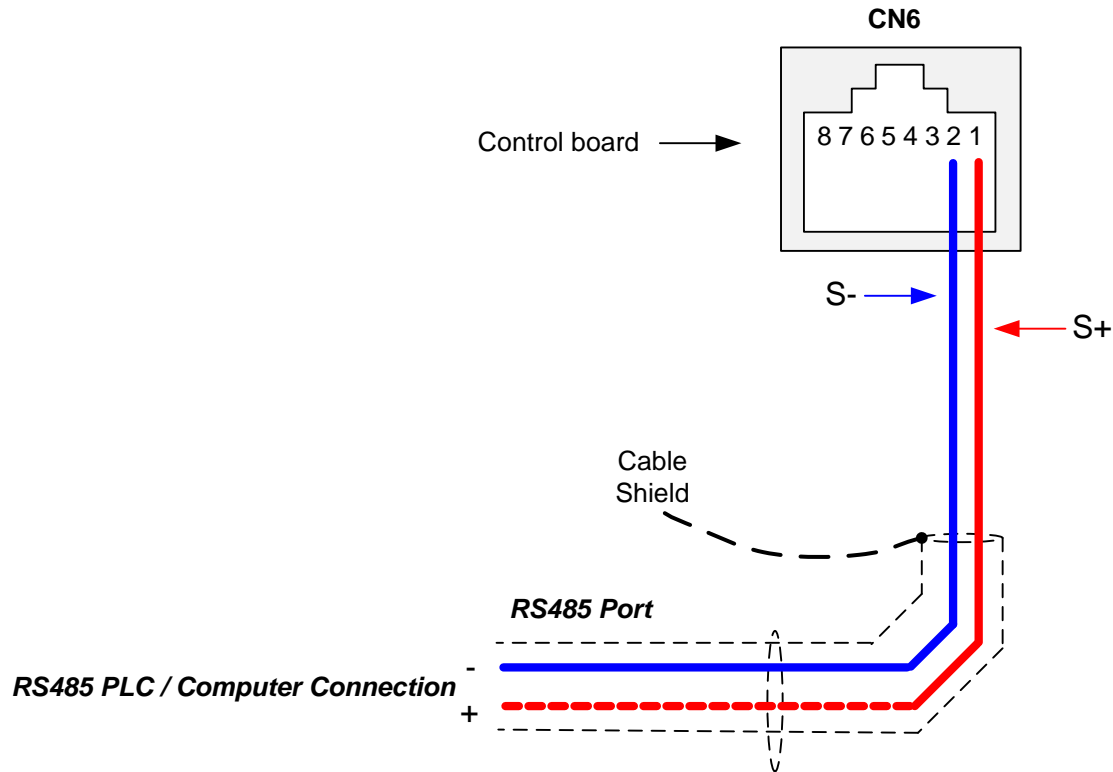 CN6
Control board
8 7 6 5 4 3 2 1
S-
S+
Cable
Shield
RS485 Port
-
RS485 PLC / Computer Connection
+